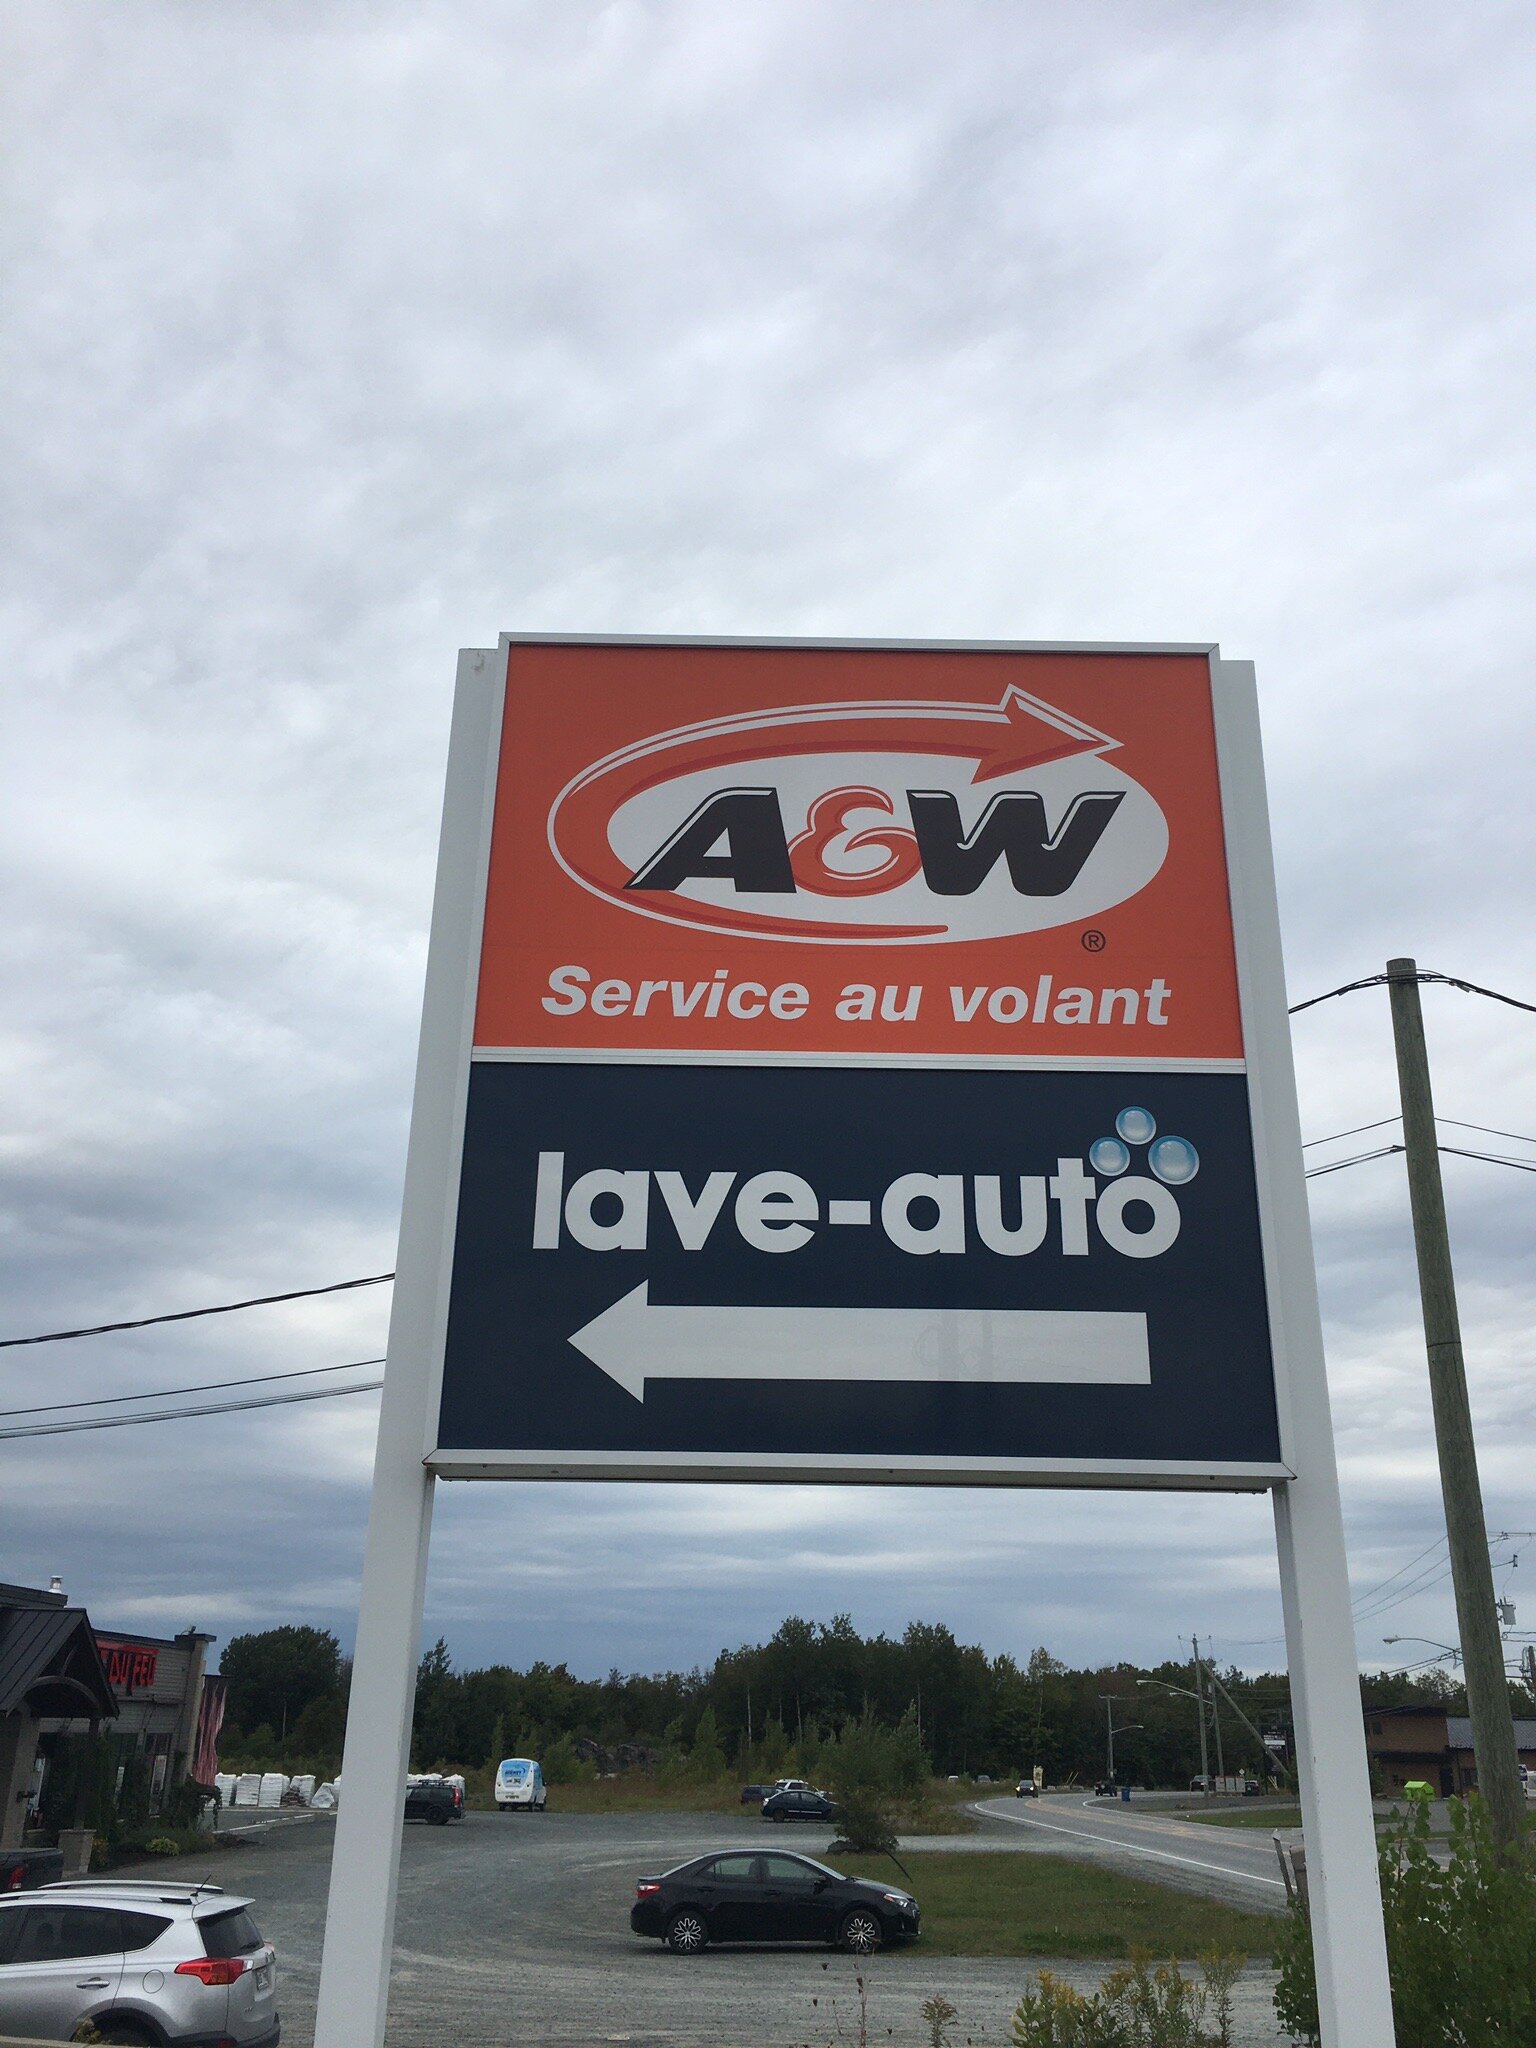 A&W
®
Service au volant
lave-auto